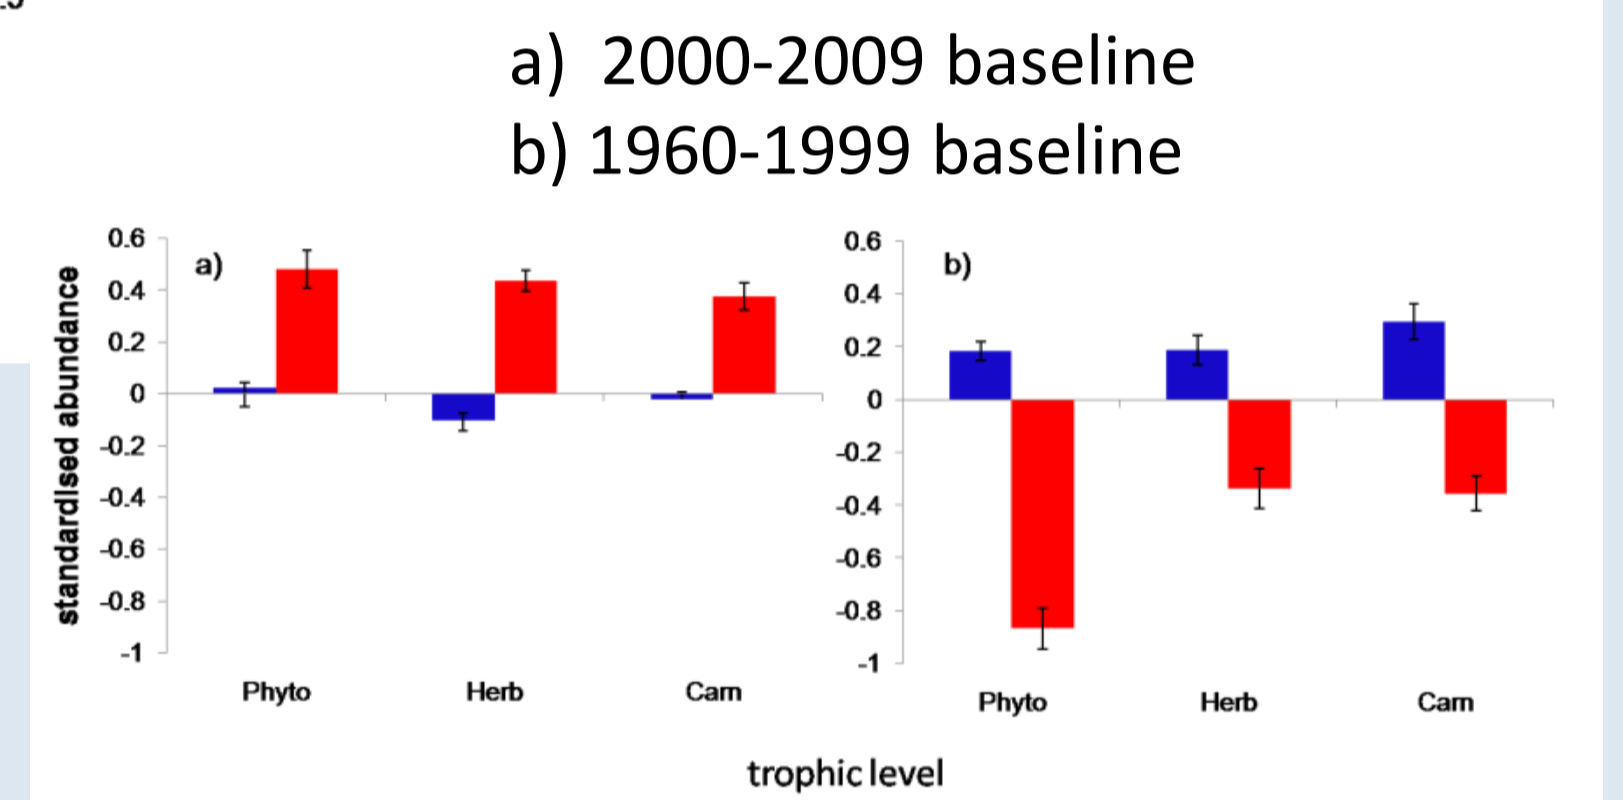 a) 2000-2009 baseline
b) 1960-1999 baseline
standardised abundance
a)
0.6
0.4
0.2
0
-0.2
-0.4
-0.6
-0.8
-1
Phyto Herb Carn
b)
0.6
0.4
0.2
0
-0.2
-0.4
-0.6
-0.8
-1
Phyto Herb Carn
trophic level